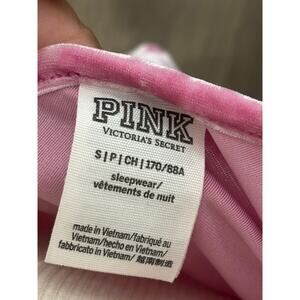 PINK
VICTORIA'S SECRET
S | P | CH | 170/88A
sleepwear/
vêtements de nuit
made in Vietnam/fabriqué au
Vietnam/hecho en Vietnam/
fabbricato in Vietnam/ 越南制造